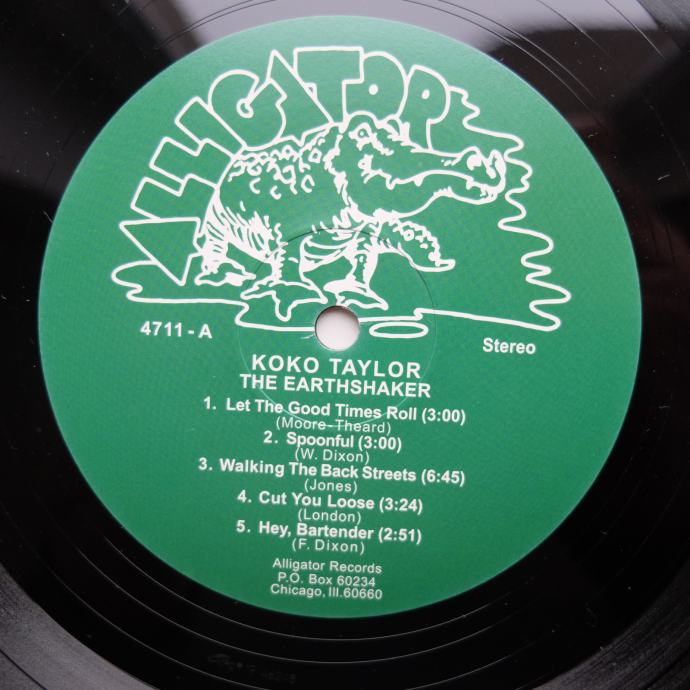 ALLIGATOR
4711 - A
Stereo
KOKO TAYLOR
THE EARTHSHAKER
1. Let The Good Times Roll (3:00)
(Moore-Theard)
2. Spoonful (3:00)
(W. Dixon)
3. Walking The Back Streets (6:45)
(Jones)
4. Cut You Loose (3:24)
(London)
5. Hey, Bartender (2:51)
(F. Dixon)
Alligator Records
P.O. Box 60234
Chicago, Ill.60660